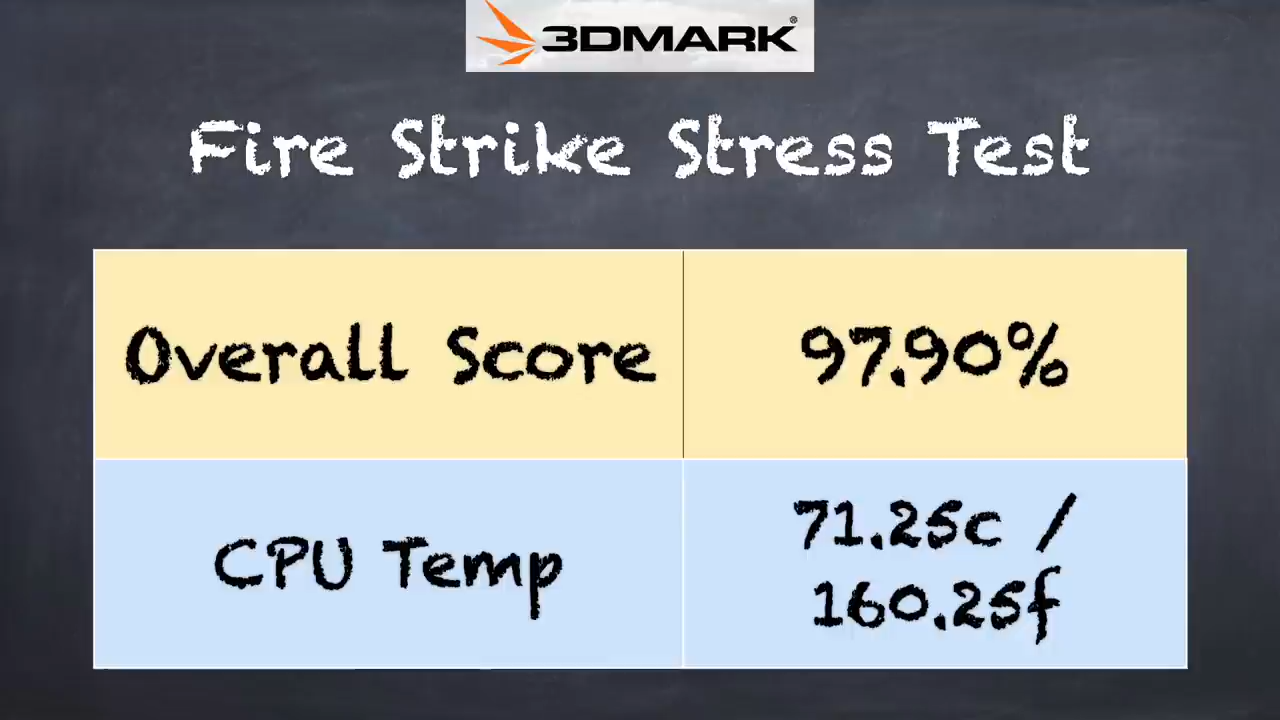 3DMARK®
Fire Strike Stress Test
Overall Score
97.90%
CPU Temp
71.25c /
160.25f